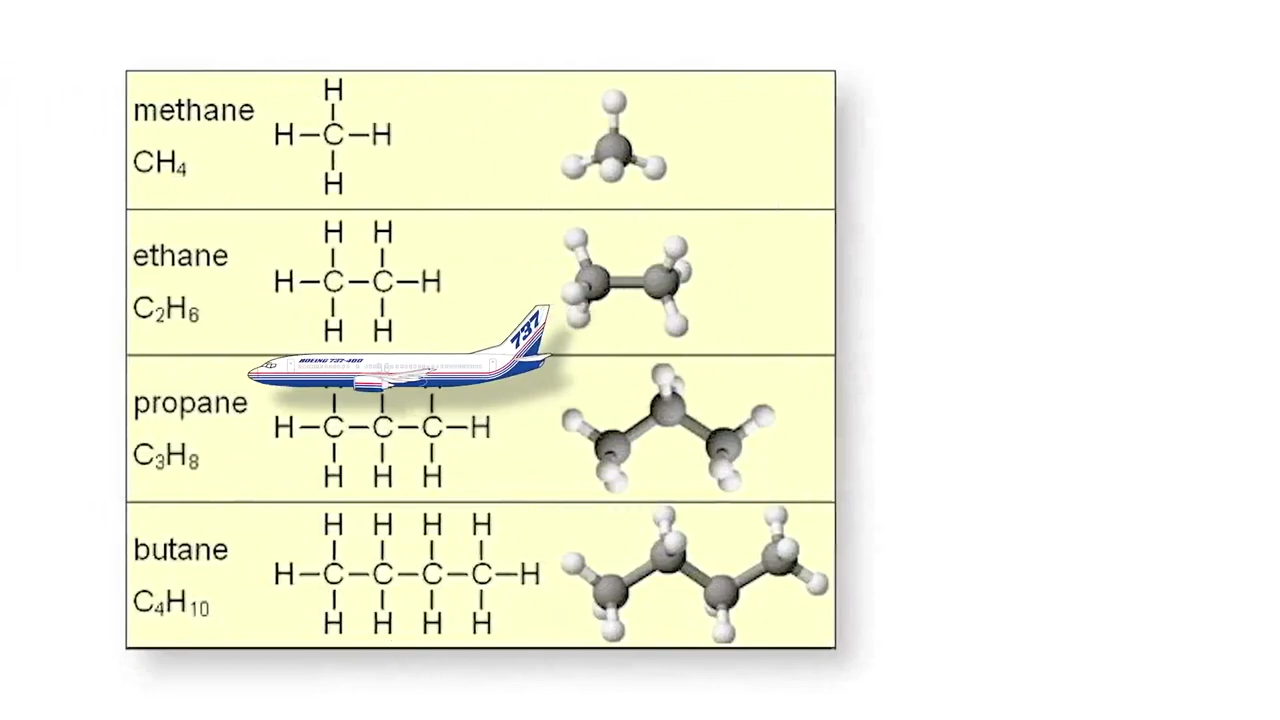 methane
CH₄
H
H–C–H
H
ethane
C₂H₆
H H
H–C–C–H
H H
737
BOEING 737-400
propane
C₃H₈
H–C–C–C–H
H H H
butane
C₄H₁₀
H H H H
H–C–C–C–C–H
H H H H